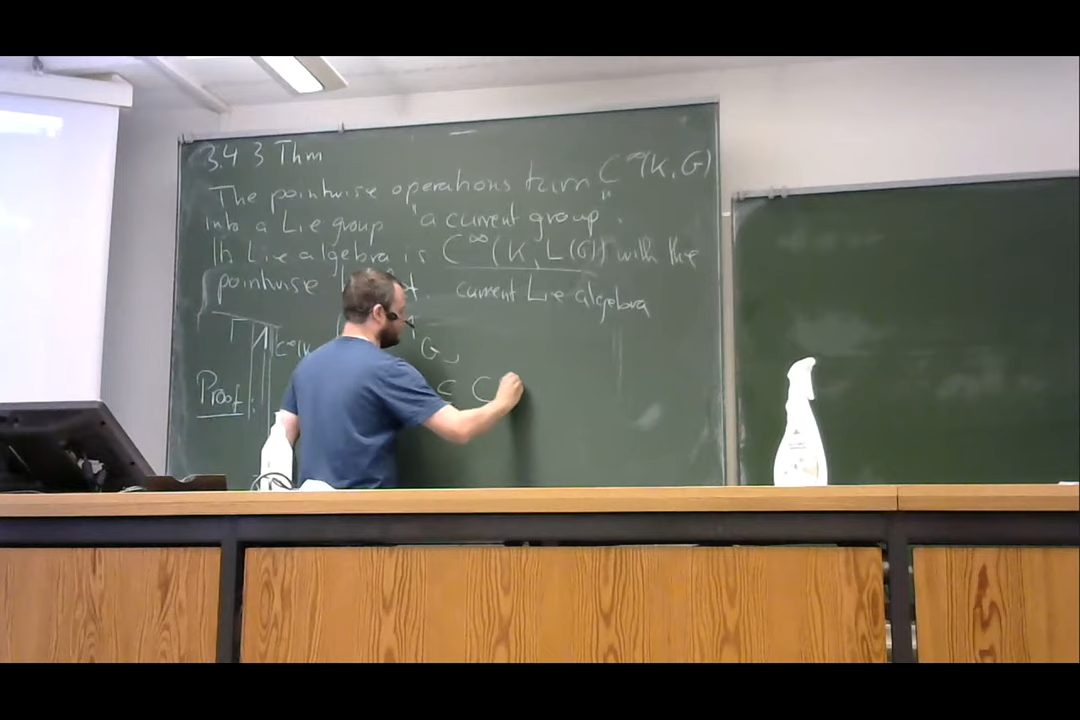 3.4 3 Thm
The pointwise operations turn C^∞(K, G)
into a Lie group "a current group".
Its Lie algebra is C^∞(K, L(G)) with the
pointwise current Lie algebra
C^∞(K
G
Proof:
∈ C